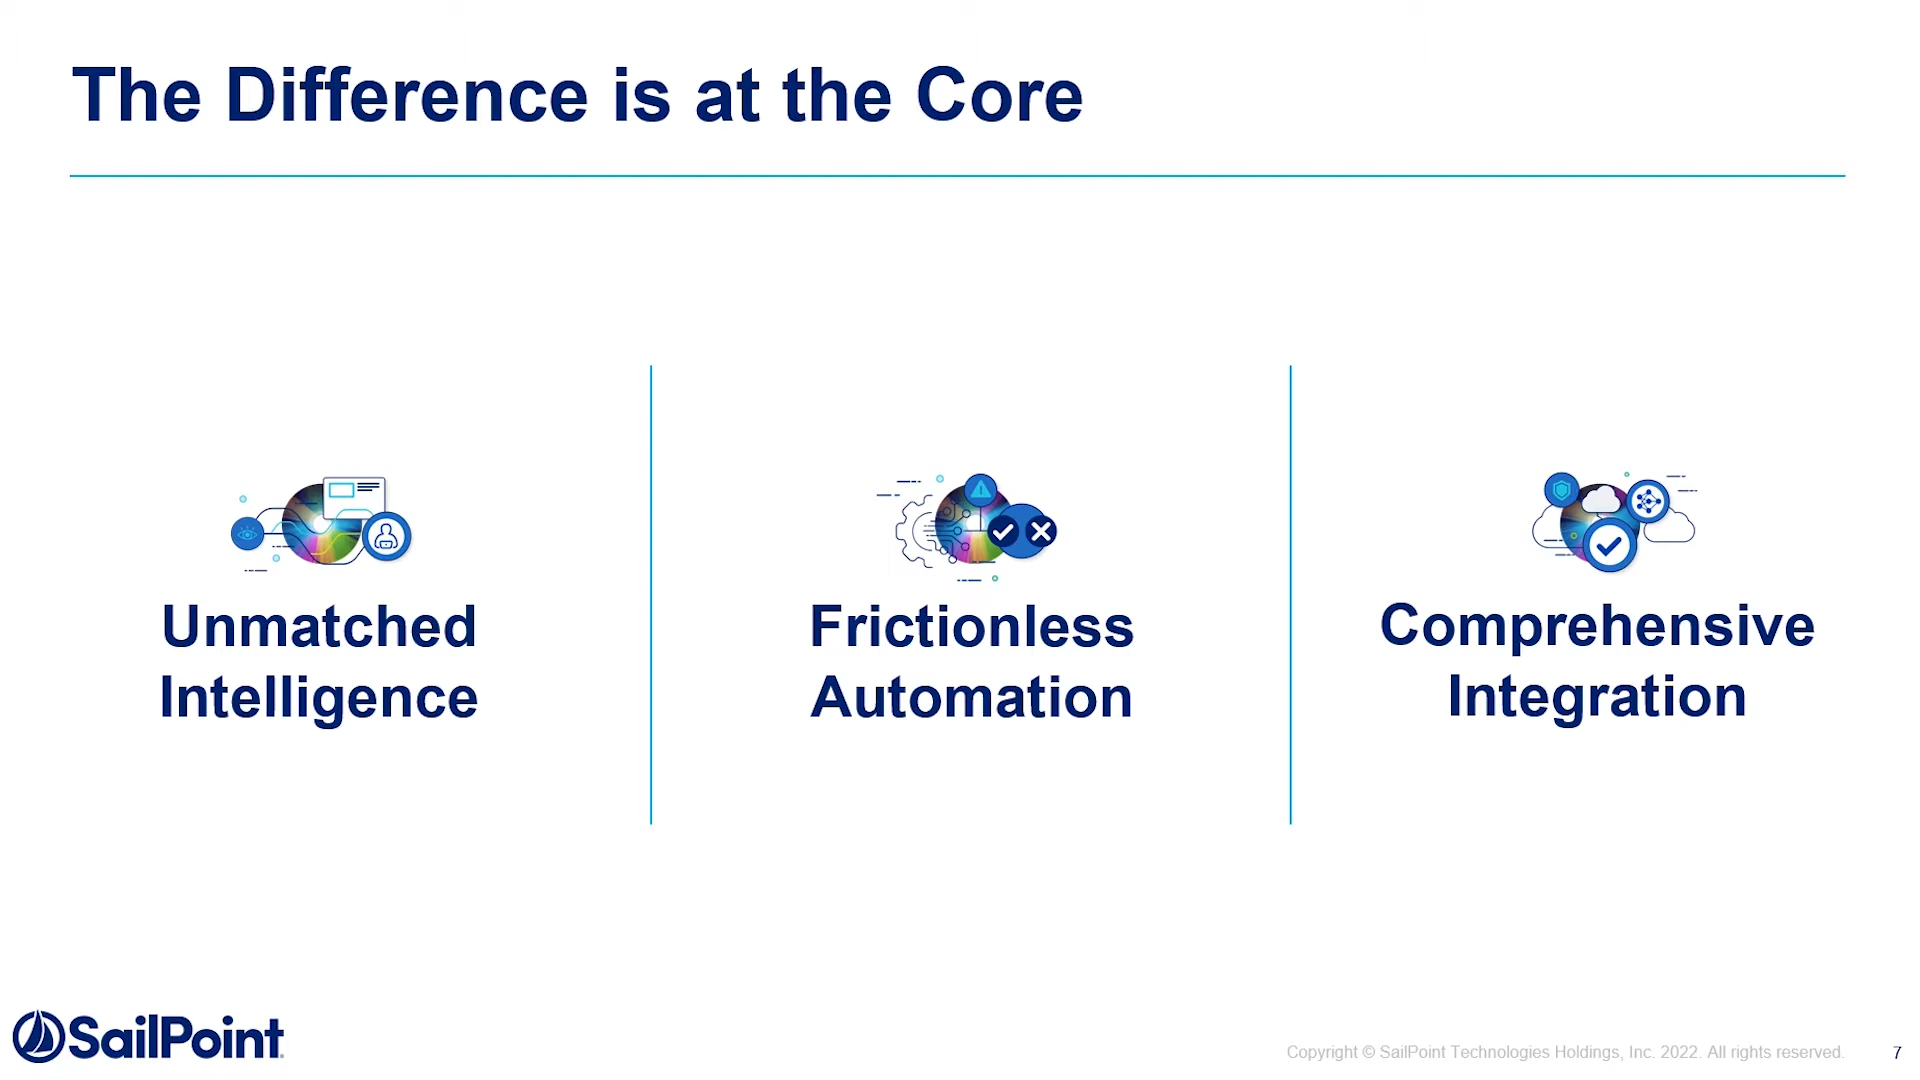 The Difference is at the Core
Unmatched
Intelligence
Frictionless
Automation
Comprehensive
Integration
SailPoint
Copyright © SailPoint Technologies Holdings, Inc. 2022. All rights reserved.
7